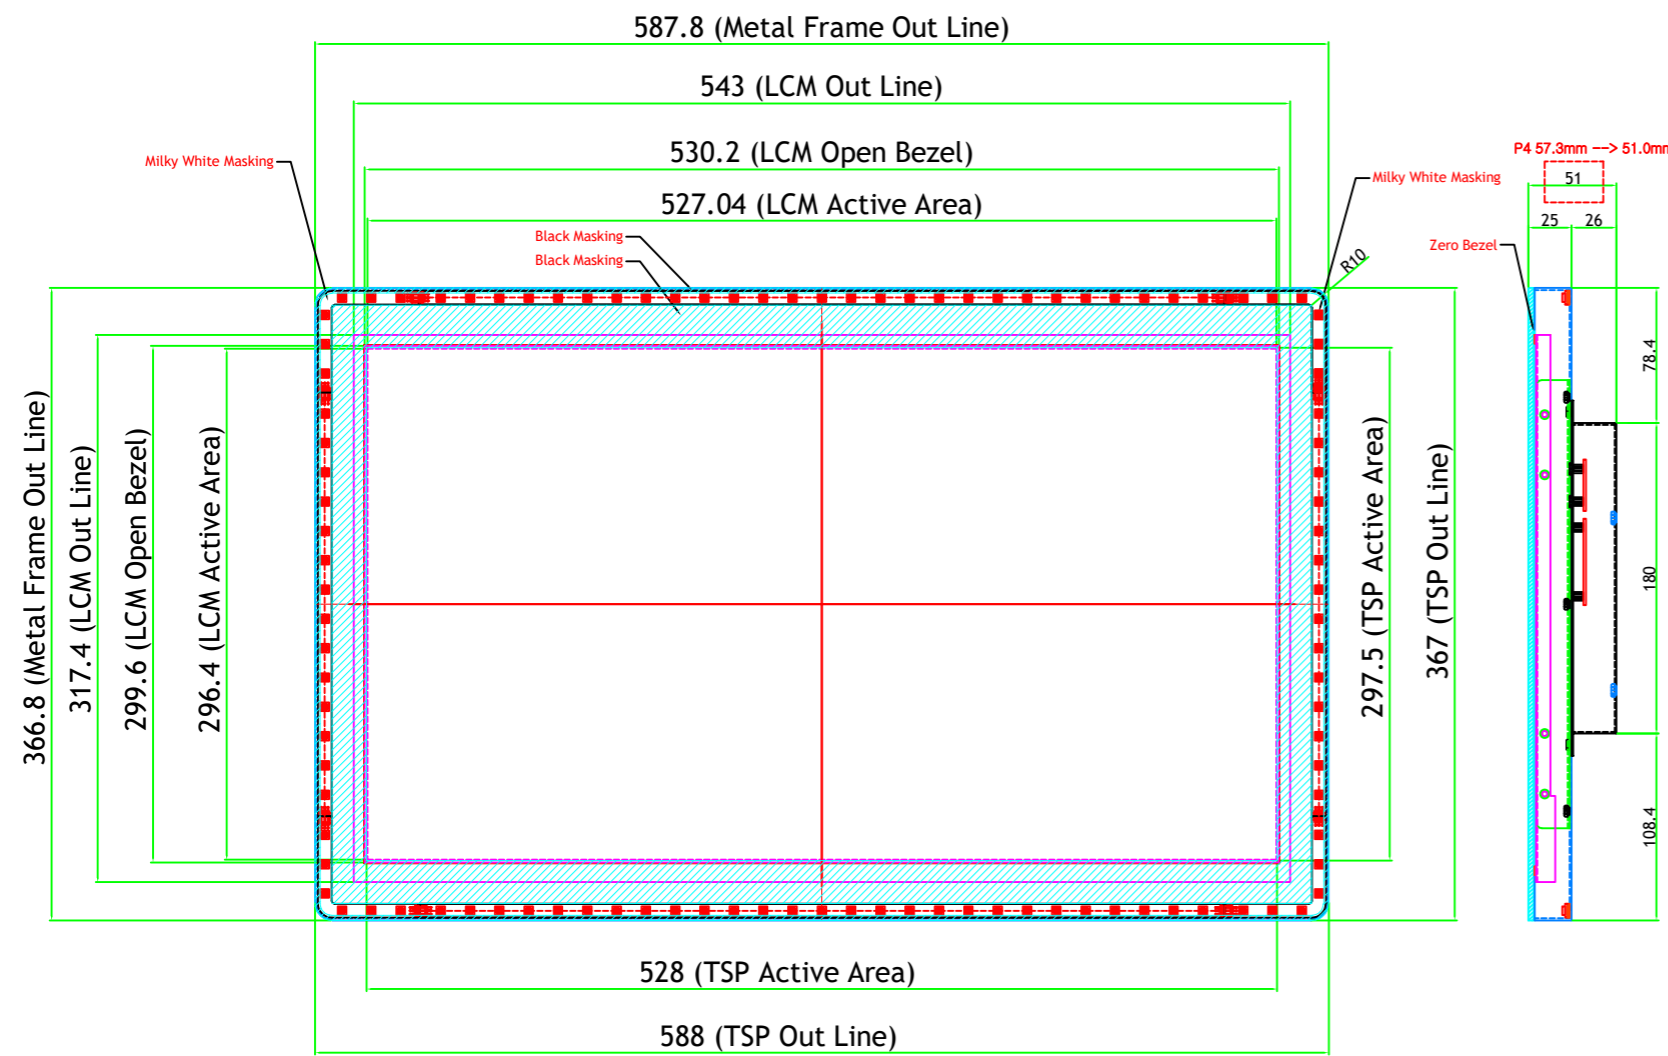 587.8 (Metal Frame Out Line)
543 (LCM Out Line)
530.2 (LCM Open Bezel)
527.04 (LCM Active Area)
Milky White Masking
Black Masking
Black Masking
Milky White Masking
R10
P4 57.3mm --> 51.0mm
51
25
26
Zero Bezel
366.8 (Metal Frame Out Line)
317.4 (LCM Out Line)
299.6 (LCM Open Bezel)
296.4 (LCM Active Area)
297.5 (TSP Active Area)
367 (TSP Out Line)
78.4
180
108.4
528 (TSP Active Area)
588 (TSP Out Line)